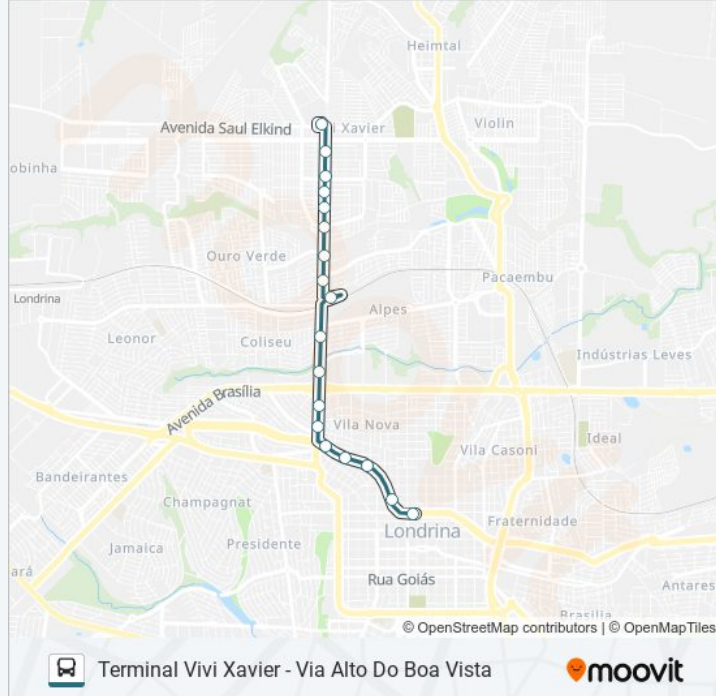 Heimtal
Avenida Saul Elkind
i Xavier
Violin
obinha
Ouro Verde
Pacaembu
Londrina
Alpes
Leonor
Coliseu
Indústrias Leves
Avenida Brasília
Vila Nova
Ideal
Vila Casoni
Bandeirantes
Champagnat
Fraternidade
Londrina
Jamaica
Presidente
ará
Rua Goiás
Antares
Brasília
© OpenStreetMap contributors | © OpenMapTiles
Terminal Vivi Xavier - Via Alto Do Boa Vista
moovit